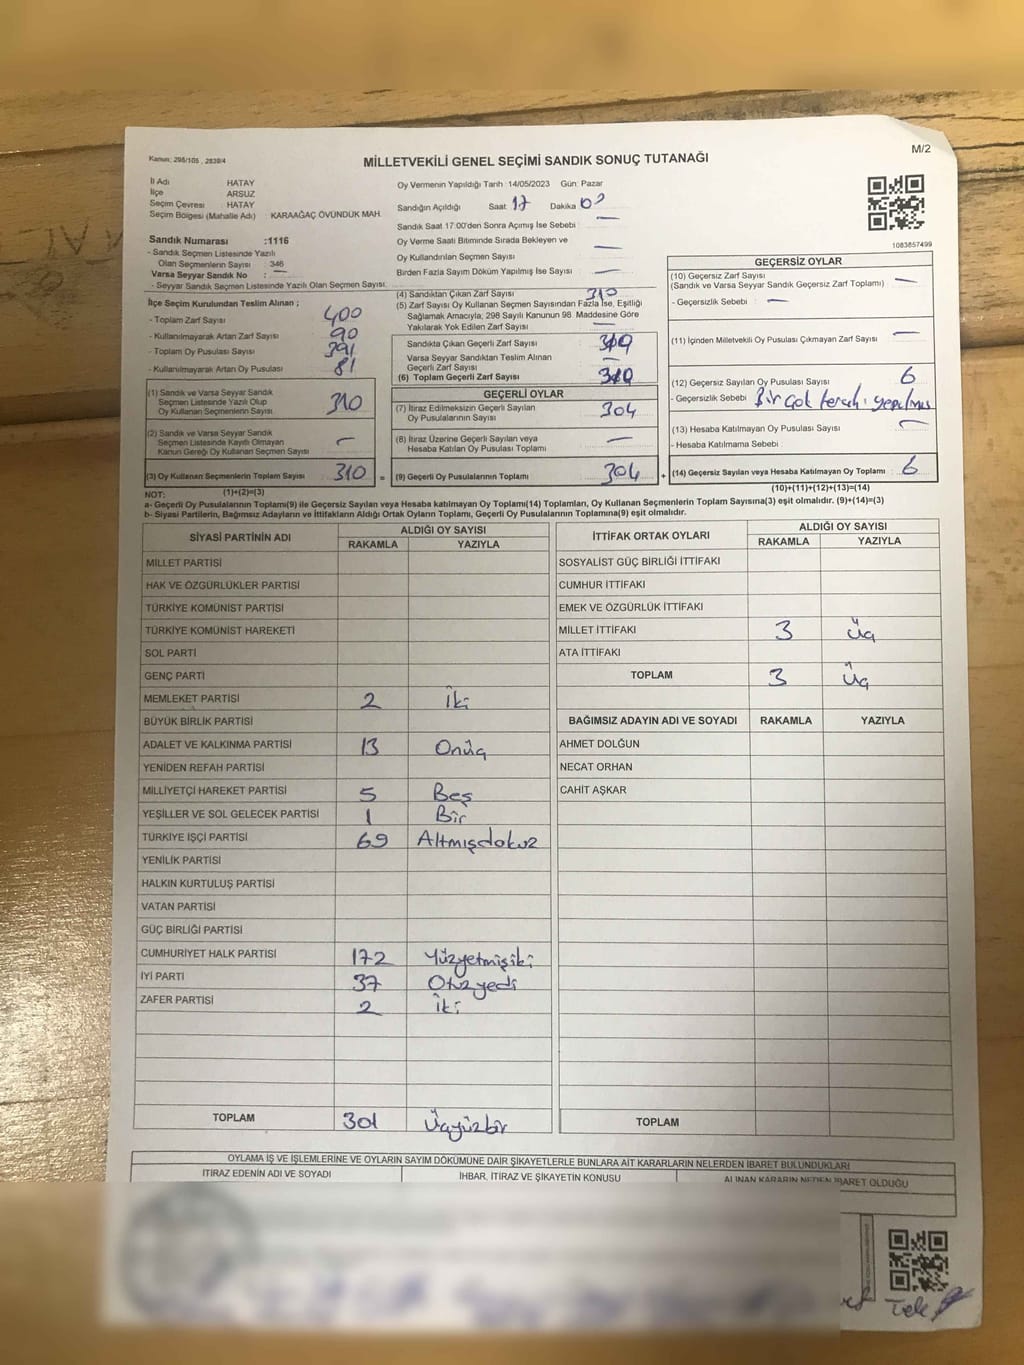 M/2
Kanun: 298/105 , 2839/4
MİLLETVEKİLİ GENEL SEÇİMİ SANDIK SONUÇ TUTANAĞI
İl Adı HATAY
İlçe ARSUZ
Seçim Çevresi HATAY
Seçim Bölgesi (Mahalle Adı) KARAAĞAÇ ÖVÜNDÜK MAH.
Sandık Numarası :1116
- Sandık Seçmen Listesinde Yazılı
Olan Seçmenlerin Sayısı : 346
Varsa Seyyar Sandık No : —
- Seyyar Sandık Seçmen Listesinde Yazılı Olan Seçmen Sayısı:
Oy Vermenin Yapıldığı Tarih :14/05/2023 Gün: Pazar
Sandığın Açıldığı Saat 17 Dakika
Sandık Saat 17:00'den Sonra Açımış İse Sebebi —
Oy Verme Saati Bitiminde Sırada Bekleyen ve
Oy Kullandırılan Seçmen Sayısı —
Birden Fazla Sayım Döküm Yapılmış İse Sayısı —
1083657499
İlçe Seçim Kurulundan Teslim Alınan ;
- Toplam Zarf Sayısı 400
- Kullanılmayarak Artan Zarf Sayısı 90
- Toplam Oy Pusulası Sayısı 391
- Kullanılmayarak Artan Oy Pusulası 81
(1) Sandık ve Varsa Seyyar Sandık
Seçmen Listesinde Yazılı Olup
Oy Kullanan Seçmenlerin Sayısı 310
(2) Sandık ve Varsa Seyyar Sandık
Seçmen Listesinde Kayıtlı Olmayan
Kanun Gereği Oy Kullanan Seçmen Sayısı —
(3) Oy Kullanan Seçmenlerin Toplam Sayısı 310
(1)+(2)=(3)
(4) Sandıktan Çıkan Zarf Sayısı 310
(5) Zarf Sayısı Oy Kullanan Seçmen Sayısından Fazla İse, Eşitliği
Sağlamak Amacıyla, 298 Sayılı Kanunun 98. Maddesine Göre
Yakılarak Yok Edilen Zarf Sayısı —
Sandıkta Çıkan Geçerli Zarf Sayısı 310
Varsa Seyyar Sandıktan Teslim Alınan
Geçerli Zarf Sayısı —
(6) Toplam Geçerli Zarf Sayısı 310
GEÇERLİ OYLAR
(7) İtiraz Edilmeksizin Geçerli Sayılan
Oy Pusulasının Sayısı 304
(8) İtiraz Üzerine Geçerli Sayılan veya
Hesaba Katılan Oy Pusulası Toplamı —
= (9) Geçerli Oy Pusulalarının Toplamı 304
GEÇERSİZ OYLAR
(10) Geçersiz Zarf Sayısı
(Sandık ve Varsa Seyyar Sandık Geçersiz Zarf Toplamı) —
- Geçersizlik Sebebi : —
(11) İçinden Milletvekili Oy Pusulası Çıkmayan Zarf Sayısı —
(12) Geçersiz Sayılan Oy Pusulası Sayısı 6
- Geçersizlik Sebebi : Birçok tercih yapılmış
(13) Hesaba Katılmayan Oy Pusulası Sayısı —
- Hesaba Katılmama Sebebi :
+ (14) Geçersiz Sayılan veya Hesaba Katılmayan Oy Toplamı 6
(10)+(11)+(12)+(13)=(14)
NOT:
a- Geçerli Oy Pusulalarının Toplamı(9) ile Geçersiz Sayılan veya Hesaba katılmayan Oy Toplamı(14) Toplamları, Oy Kullanan Seçmenlerin Toplam Sayısına(3) eşit olmalıdır. (9)+(14)=(3)
b- Siyasi Partilerin, Bağımsız Adayların ve İttifakların Aldığı Ortak Oyların Toplamı, Geçerli Oy Pusulalarının Toplamına(9) eşit olmalıdır.
SİYASİ PARTİNİN ADI ALDIĞI OY SAYISI
RAKAMLA YAZIYLA
MİLLET PARTİSİ
HAK VE ÖZGÜRLÜKLER PARTİSİ
TÜRKİYE KOMÜNİST PARTİSİ
TÜRKİYE KOMÜNİST HAREKETİ
SOL PARTİ
GENÇ PARTİ
MEMLEKET PARTİSİ 2 İki
BÜYÜK BİRLİK PARTİSİ
ADALET VE KALKINMA PARTİSİ 13 Onüç
YENİDEN REFAH PARTİSİ
MİLLİYETÇİ HAREKET PARTİSİ 5 Beş
YEŞİLLER VE SOL GELECEK PARTİSİ 1 Bir
TÜRKİYE İŞÇİ PARTİSİ 69 Altmışdokuz
YENİLİK PARTİSİ
HALKIN KURTULUŞ PARTİSİ
VATAN PARTİSİ
GÜÇ BİRLİĞİ PARTİSİ
CUMHURİYET HALK PARTİSİ 172 Yüzyetmişiki
İYİ PARTİ 37 Otuzyedi
ZAFER PARTİSİ 2 İki
TOPLAM 301 Üçyüzbir
İTTİFAK ORTAK OYLARI ALDIĞI OY SAYISI
RAKAMLA YAZIYLA
SOSYALİST GÜÇ BİRLİĞİ İTTİFAKI
CUMHUR İTTİFAKI
EMEK VE ÖZGÜRLÜK İTTİFAKI
MİLLET İTTİFAKI 3 Üç
ATA İTTİFAKI
TOPLAM 3 Üç
BAĞIMSIZ ADAYIN ADI VE SOYADI RAKAMLA YAZIYLA
AHMET DOLĞUN
NECAT ORHAN
CAHİT AŞKAR
TOPLAM
OYLAMA İŞ VE İŞLEMLERİNE VE OYLARIN SAYIM DÖKÜMÜNE DAİR ŞİKAYETLERLE BUNLARA AİT KARARLARIN NELERDEN İBARET BULUNDUKLARI
İTİRAZ EDENİN ADI VE SOYADI İHBAR, İTİRAZ VE ŞİKAYETİN KONUSU ALINAN KARARIN NEDEN İBARET OLDUĞU